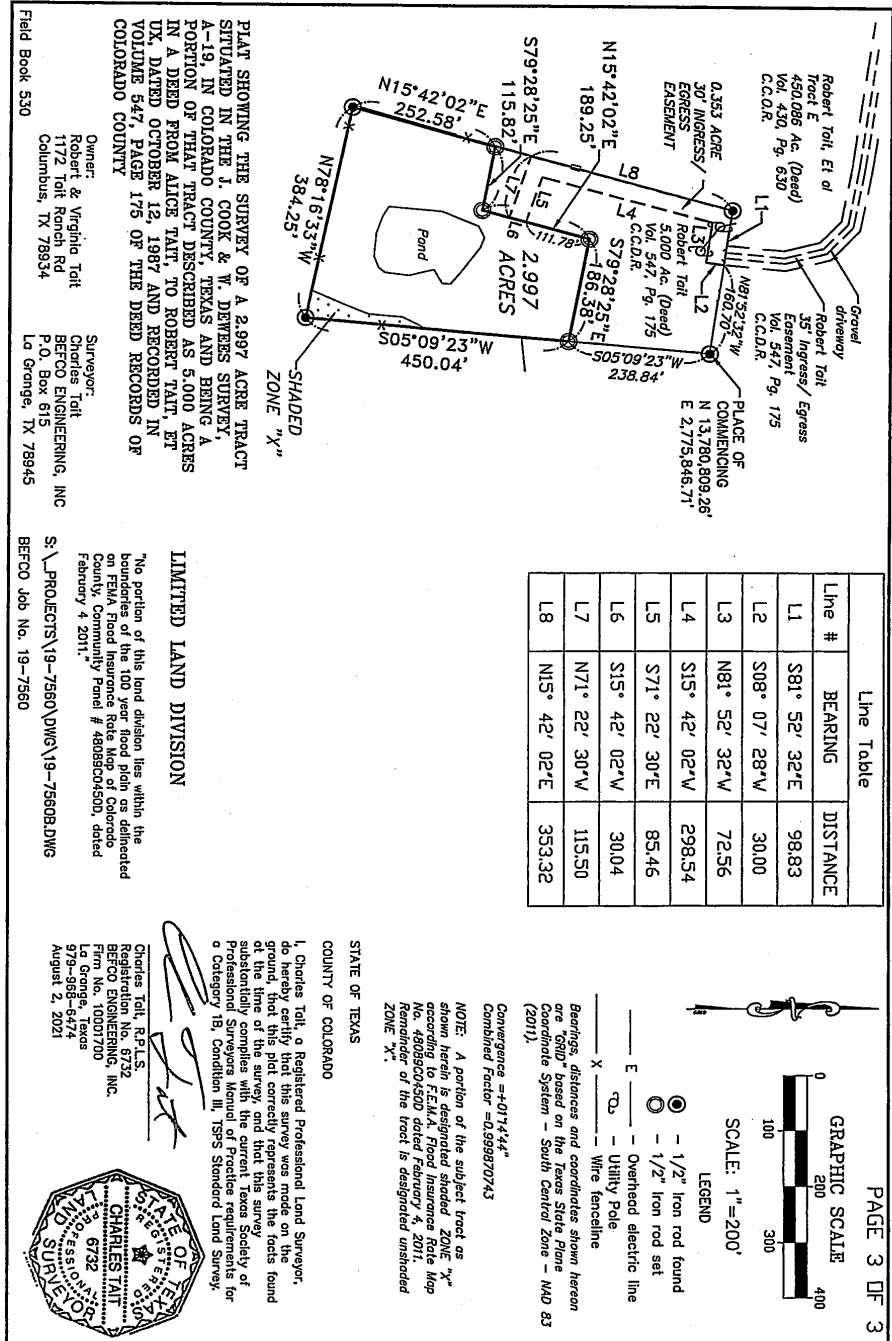 PAGE 3 OF 3
GRAPHIC SCALE
0
100
200
300
400
SCALE: 1"=200'
LEGEND
- 1/2" Iron rod found
- 1/2" Iron rod set
E - Overhead electric line
- Utility Pole
X - Wire fenceline
Bearings, distances and coordinates shown hereon
are "GRID" based on the Texas State Plane
Coordinate System - South Central Zone - NAD 83
(2011).
Convergence =+01°14'44"
Combined Factor =0.999870743
NOTE: A portion of the subject tract as
shown herein is designated shaded ZONE "X"
according to F.E.M.A. Flood Insurance Rate Map
No. 48089C0450D dated February 4, 2011.
Remainder of the tract is designated unshaded
ZONE "X".
STATE OF TEXAS
COUNTY OF COLORADO
I, Charles Tait, a Registered Professional Land Surveyor,
do hereby certify that this survey was made on the
ground, that this plat correctly represents the facts found
at the time of the survey, and that this survey
substantially complies with the current Texas Society of
Professional Surveyors Manual of Practice requirements for
a Category 1B, Condition III, TSPS Standard Land Survey.
Charles Tait, R.P.L.S.
Registration No. 6732
BEFCO ENGINEERING, INC.
Firm No. 10001700
La Grange, Texas
979-968-6474
August 2, 2021
STATE OF TEXAS
REGISTERED
CHARLES TAIT
6732
PROFESSIONAL
LAND SURVEYOR
Line Table
Line # BEARING DISTANCE
L1 S81° 52' 32"E 98.83
L2 S08° 07' 28"W 30.00
L3 N81° 52' 32"W 72.56
L4 S15° 42' 02"W 298.54
L5 S71° 22' 30"E 85.46
L6 S15° 42' 02"W 30.04
L7 N71° 22' 30"W 115.50
L8 N15° 42' 02"E 353.32
LIMITED LAND DIVISION
"No portion of this land division lies within the
boundaries of the 100 year flood plain as delineated
on FEMA Flood Insurance Rate Map of Colorado
County, Community Panel # 48089C0450D, dated
February 4 2011."
S:\_PROJECTS\19-7560\DWG\19-7560B.DWG
BEFCO Job No. 19-7560
Gravel
driveway
Robert Tait
35' Ingress/ Egress
Easement
Vol. 547, Pg. 175
C.C.D.R.
Robert Tait, Et al
Tract E
450.086 Ac. (Deed)
Vol. 430, Pg. 630
C.C.O.R.
0.353 ACRE
30' INGRESS/
EGRESS
EASEMENT
L1
L2
L3
N81°52'32"W
160.70'
PLACE OF
COMMENCING
N 13,780,809.26'
E 2,775,846.71'
Robert Tait
5.000 Ac. (Deed)
Vol. 547, Pg. 175
C.C.D.R.
L8
L4
S05°09'23"W
238.84'
N15°42'02"E
189.25'
111.78'
S79°28'25"E
186.38'
S79°28'25"E
115.82'
L5
L7
L6
2.997
ACRES
N15°42'02"E
252.58'
Pond
S05°09'23"W
450.04'
N78°16'33"W
384.25'
SHADED
ZONE "X"
PLAT SHOWING THE SURVEY OF A 2.997 ACRE TRACT
SITUATED IN THE J. COOK & W. DEWEES SURVEY,
A-19, IN COLORADO COUNTY, TEXAS AND BEING A
PORTION OF THAT TRACT DESCRIBED AS 5.000 ACRES
IN A DEED FROM ALICE TAIT, TO ROBERT TAIT, ET
UX, DATED OCTOBER 12, 1987 AND RECORDED IN
VOLUME 547, PAGE 175 OF THE DEED RECORDS OF
COLORADO COUNTY
Owner:
Robert & Virginia Tait
1172 Tait Ranch Rd
Columbus, TX 78934
Surveyor:
Charles Tait
BEFCO ENGINEERING, INC
P.O. Box 615
La Grange, TX 78945
Field Book 530